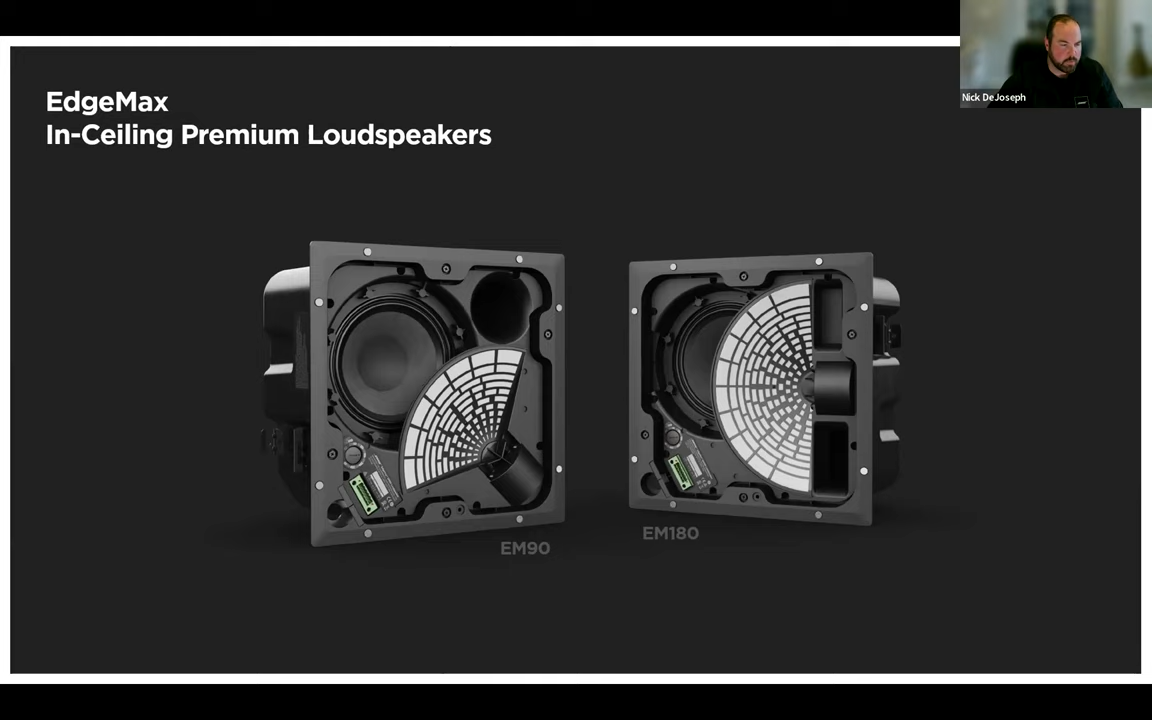 EdgeMax
In-Ceiling Premium Loudspeakers
Nick DeJoseph
EM90
EM180